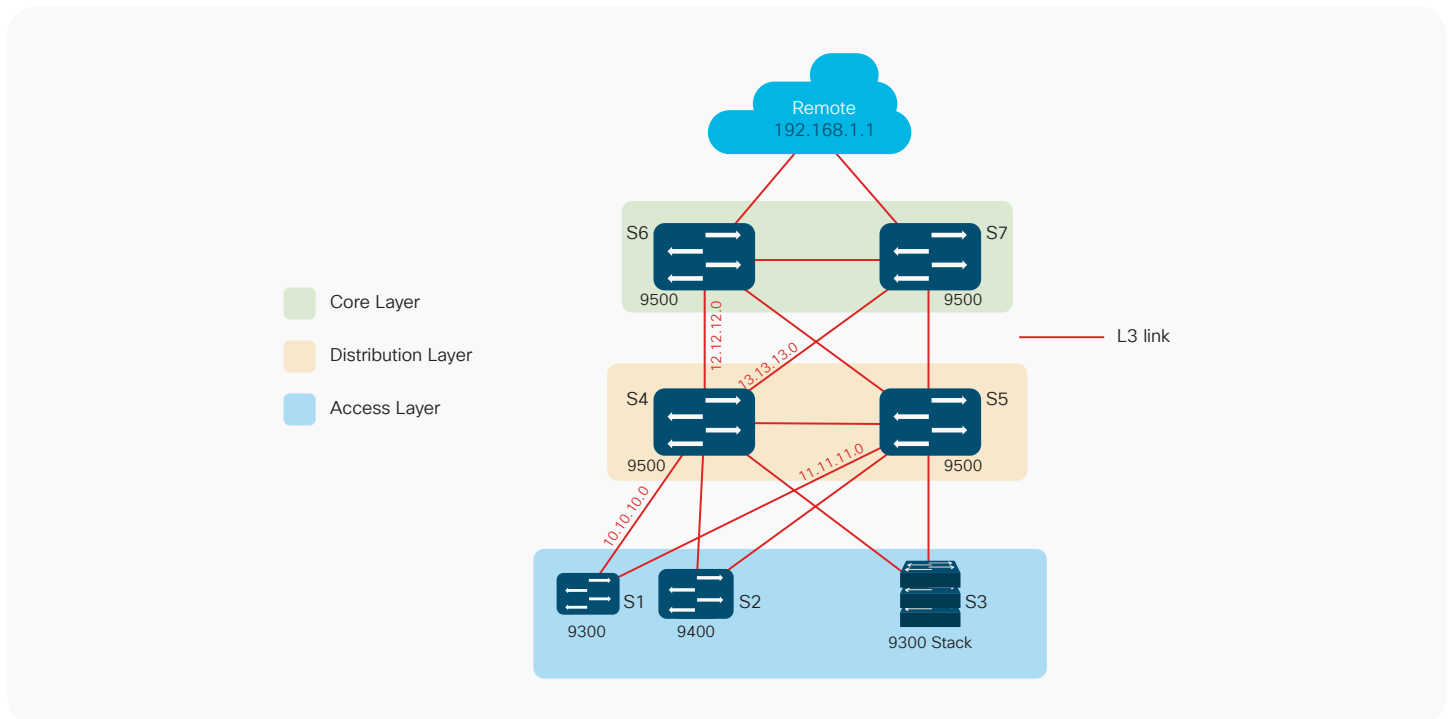 Remote
192.168.1.1
S6
S7
9500
9500
12.12.12.0
13.13.13.0
Core Layer
Distribution Layer
Access Layer
L3 link
S4
S5
9500
9500
10.10.10.0
11.11.11.0
S1
S2
S3
9300
9400
9300 Stack